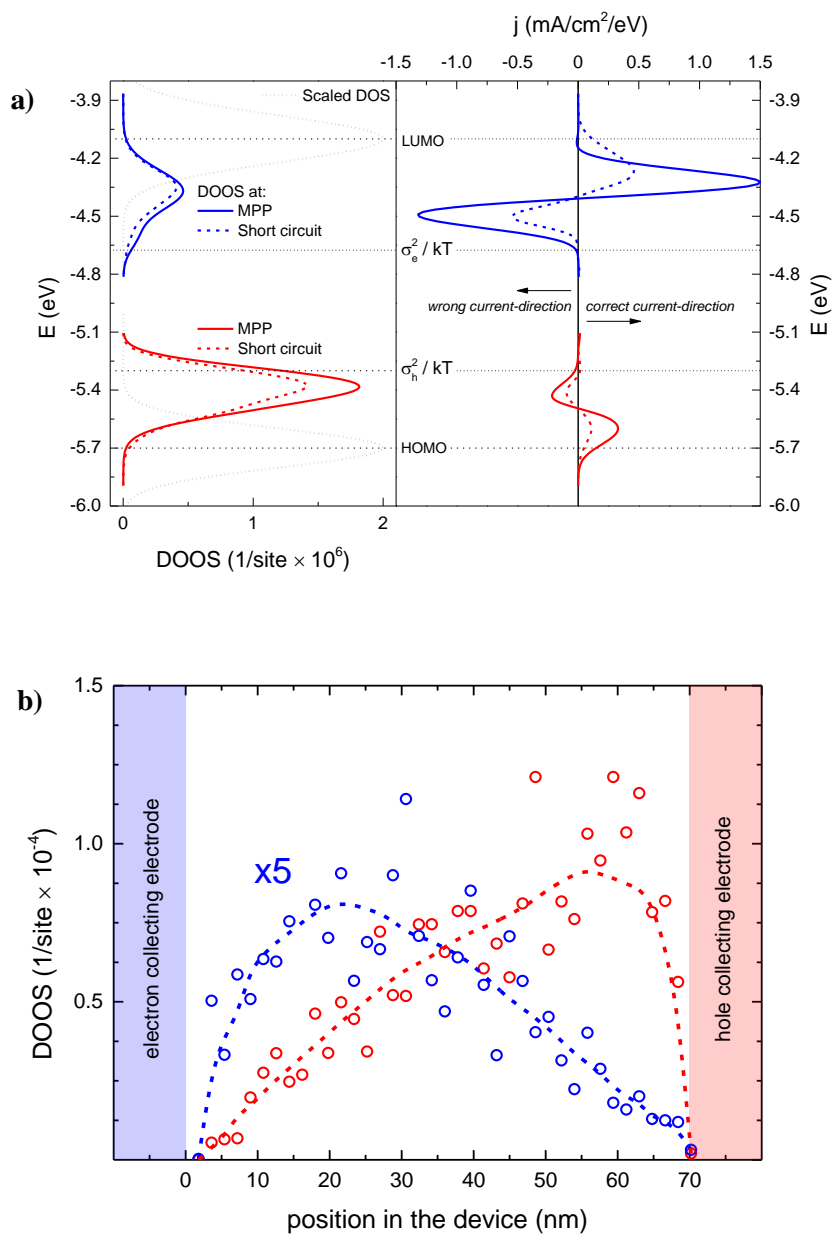 j (mA/cm²/eV)
-1.5 -1.0 -0.5 0 0.5 1.0 1.5
a)
Scaled DOS
-3.9 -3.9
LUMO
-4.2 -4.2
DOOS at:
MPP
Short circuit
-4.5 -4.5
σₑ² / kT
E (eV)
-4.8 -4.8
E (eV)
wrong current-direction correct current-direction
-5.1 -5.1
MPP
Short circuit
σₕ² / kT
-5.4 -5.4
-5.7 -5.7
HOMO
-6.0 -6.0
0 1 2
DOOS (1/site × 10⁶)
b)
1.5
1.0
0.5
DOOS (1/site × 10⁻⁴)
electron collecting electrode
x5
hole collecting electrode
0 10 20 30 40 50 60 70
position in the device (nm)